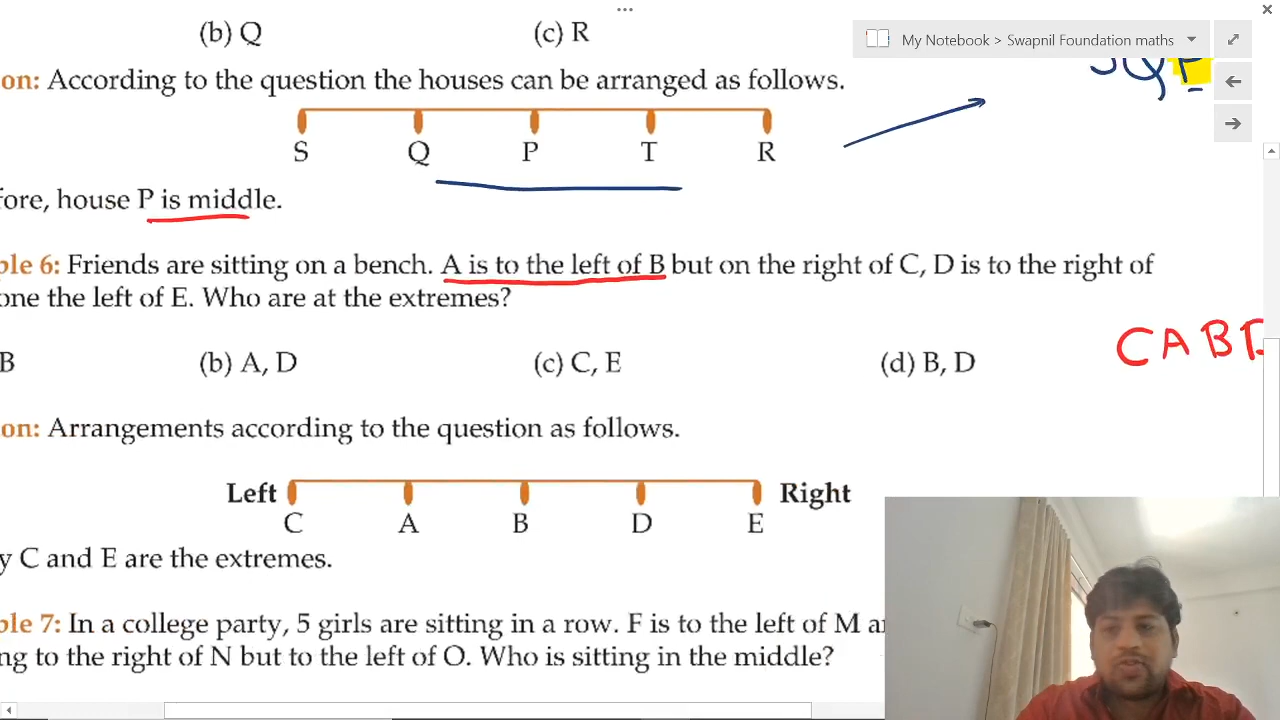 (b) Q (c) R
My Notebook > Swapnil Foundation maths
on: According to the question the houses can be arranged as follows.
SQP
S Q P T R
fore, house P is middle.
ple 6: Friends are sitting on a bench. A is to the left of B but on the right of C, D is to the right of
one the left of E. Who are at the extremes?
CAB
B (b) A, D (c) C, E (d) B, D
on: Arrangements according to the question as follows.
Left Right
C A B D E
y C and E are the extremes.
ple 7: In a college party, 5 girls are sitting in a row. F is to the left of M a
ng to the right of N but to the left of O. Who is sitting in the middle?